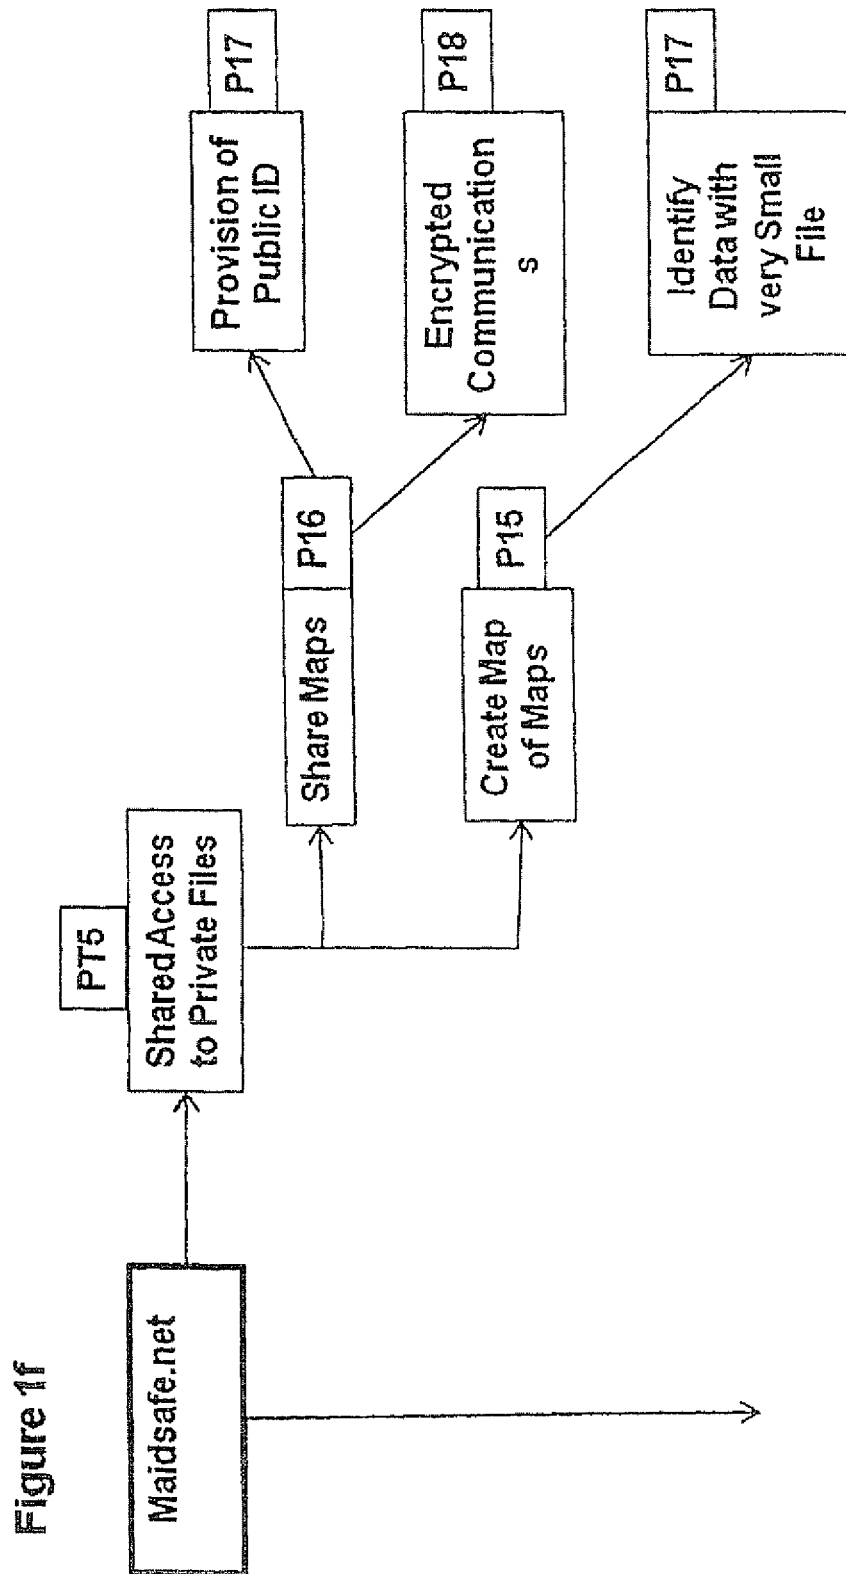 Figure 1f
Maidsafe.net
PT5
Shared Access
to Private Files
Share Maps
P16
Create Map
of Maps
P15
Provision of
Public ID
P17
Encrypted
Communication
s
P18
Identify
Data with
very Small
File
P17